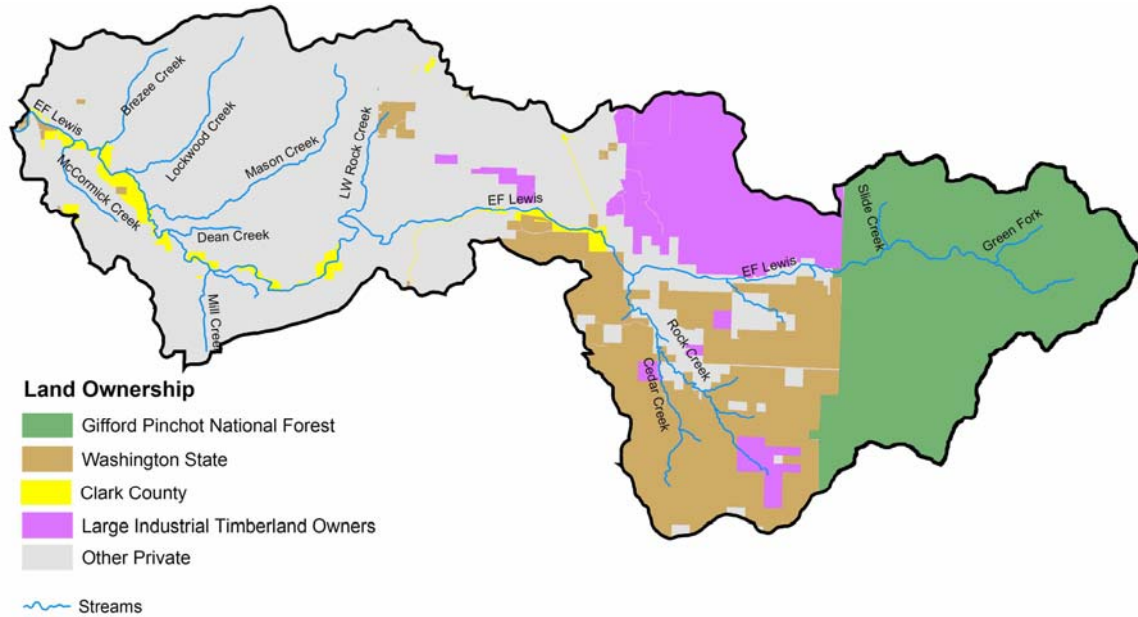 Brezee Creek
Lockwood Creek
EF Lewis
Mason Creek
LW Rock Creek
McCormick Creek
Dean Creek
EF Lewis
Mill Creek
EF Lewis
Slide Creek
Green Fork
Rock Creek
Cedar Creek
Land Ownership
Gifford Pinchot National Forest
Washington State
Clark County
Large Industrial Timberland Owners
Other Private
Streams